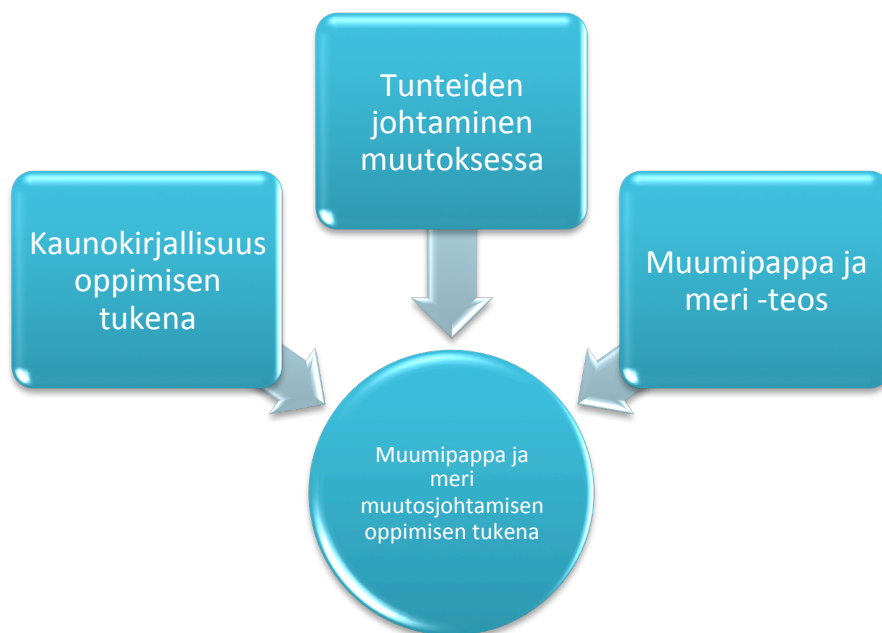 Tunteiden
johtaminen
muutoksessa
Kaunokirjallisuus
oppimisen
tukena
Muumipappa ja
meri -teos
Muumipappa ja
meri
muutosjohtamisen
oppimisen tukena